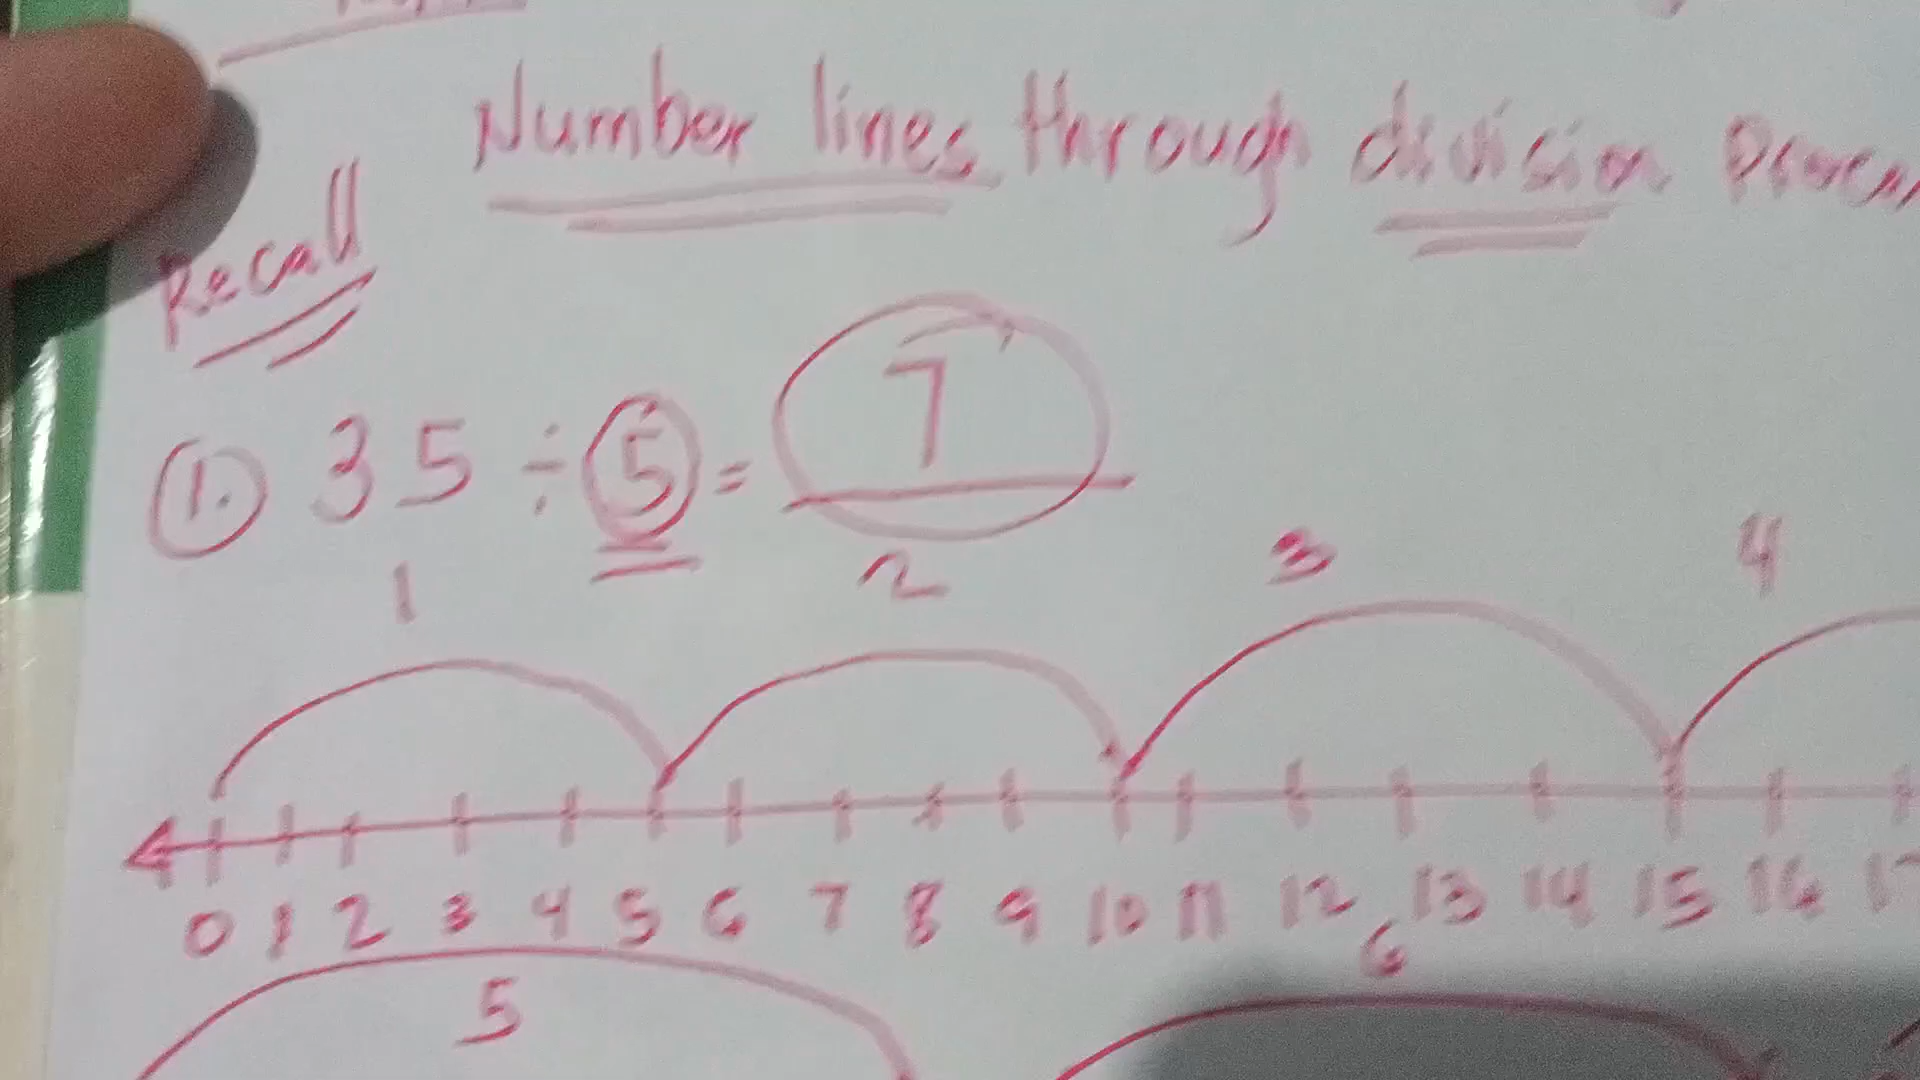 Number lines through division
Recall
1. 35 ÷ 5 = 7
1 2 3 4
0 1 2 3 4 5 6 7 8 9 10 11 12 13 14 15 16 17
5 6